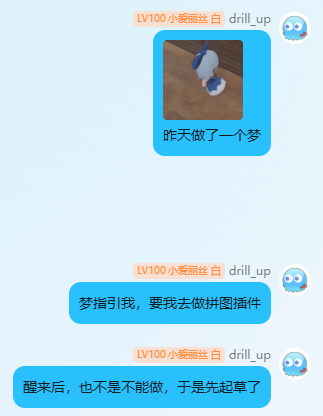 LV100 小爱丽丝 白 drill_up
昨天做了一个梦
LV100 小爱丽丝 白 drill_up
梦指引我，要我去做拼图插件
LV100 小爱丽丝 白 drill_up
醒来后，也不是不能做，于是先起草了